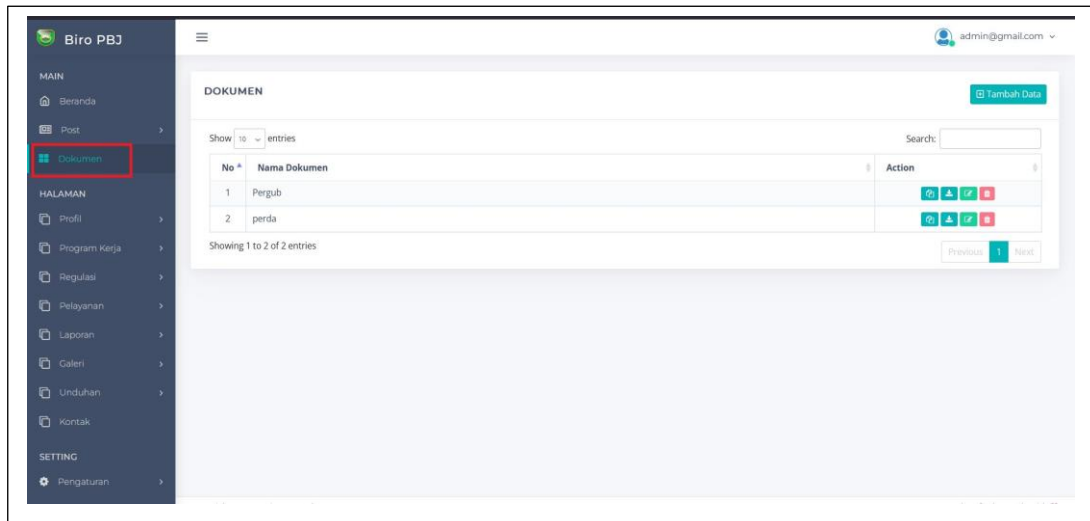 Biro PBJ
admin@gmail.com
MAIN
Beranda
Post
Dokumen
HALAMAN
Profil
Program Kerja
Regulasi
Pelayanan
Laporan
Galeri
Unduhan
Kontak
SETTING
Pengaturan
DOKUMEN
Tambah Data
Show 10 entries
Search:
No Nama Dokumen Action
1 Pergub
2 perda
Showing 1 to 2 of 2 entries
Previous 1 Next